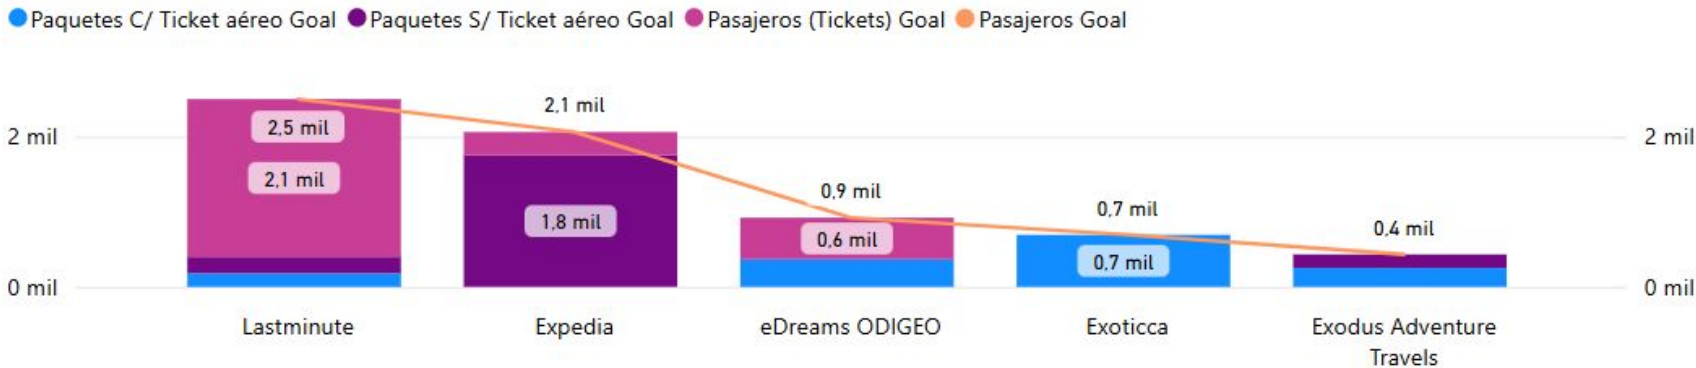 Paquetes C/ Ticket aéreo Goal Paquetes S/ Ticket aéreo Goal Pasajeros (Tickets) Goal Pasajeros Goal
2,1 mil
2,5 mil
2 mil 2 mil
2,1 mil
0,9 mil
1,8 mil
0,7 mil
0,4 mil
0,6 mil
0,7 mil
0 mil 0 mil
Lastminute Expedia eDreams ODIGEO Exoticca Exodus Adventure
Travels